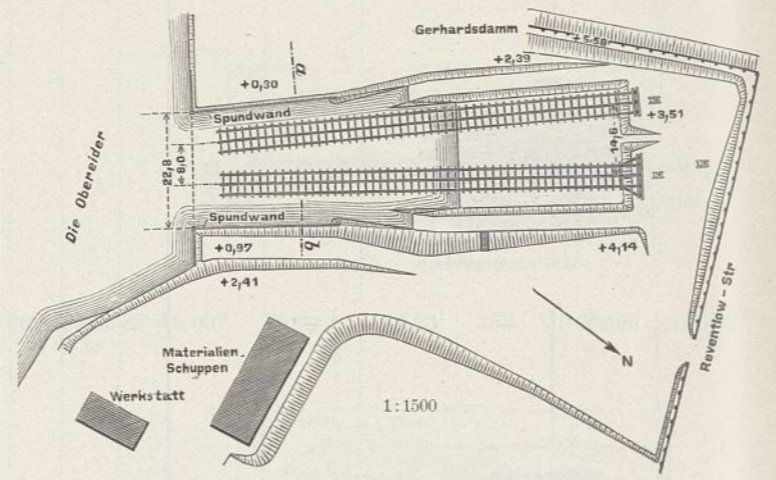 Gerhardsdamm
+5,50
+2,39
+0,30
a
Spundwand
+3,51
Die Obereider
22,8
8,0
14,6
Spundwand
+0,97
b
+4,14
+2,41
Reventlow-Str
N
Materialien-
Schuppen
Werkstatt
1:1500